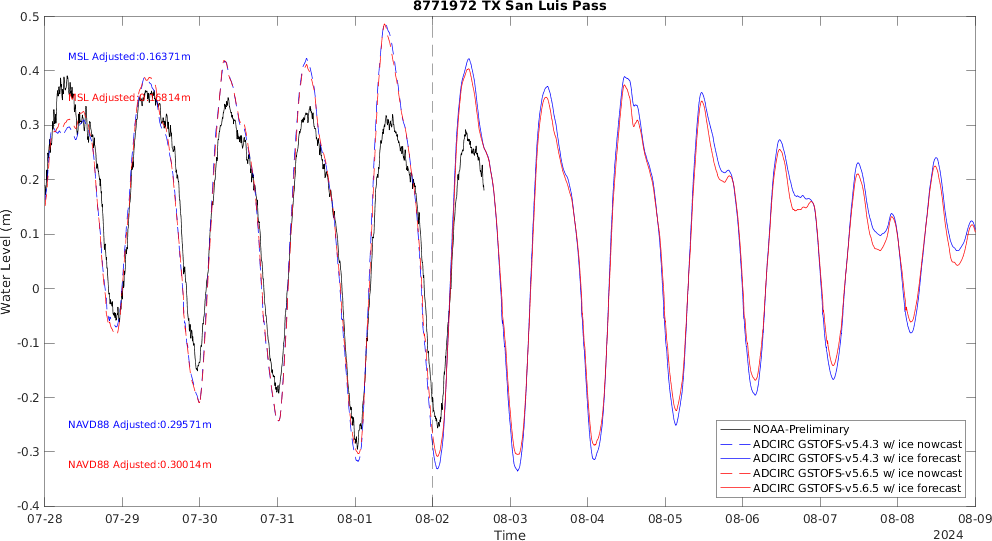 8771972 TX San Luis Pass
Water Level (m)
0.5
0.4
0.3
0.2
0.1
0
-0.1
-0.2
-0.3
-0.4
MSL Adjusted:0.16371m
MSL Adjusted:0.16814m
NAVD88 Adjusted:0.29571m
NAVD88 Adjusted:0.30014m
NOAA-Preliminary
ADCIRC GSTOFS-v5.4.3 w/ ice nowcast
ADCIRC GSTOFS-v5.4.3 w/ ice forecast
ADCIRC GSTOFS-v5.6.5 w/ ice nowcast
ADCIRC GSTOFS-v5.6.5 w/ ice forecast
07-28 07-29 07-30 07-31 08-01 08-02 08-03 08-04 08-05 08-06 08-07 08-08 08-09
Time
2024